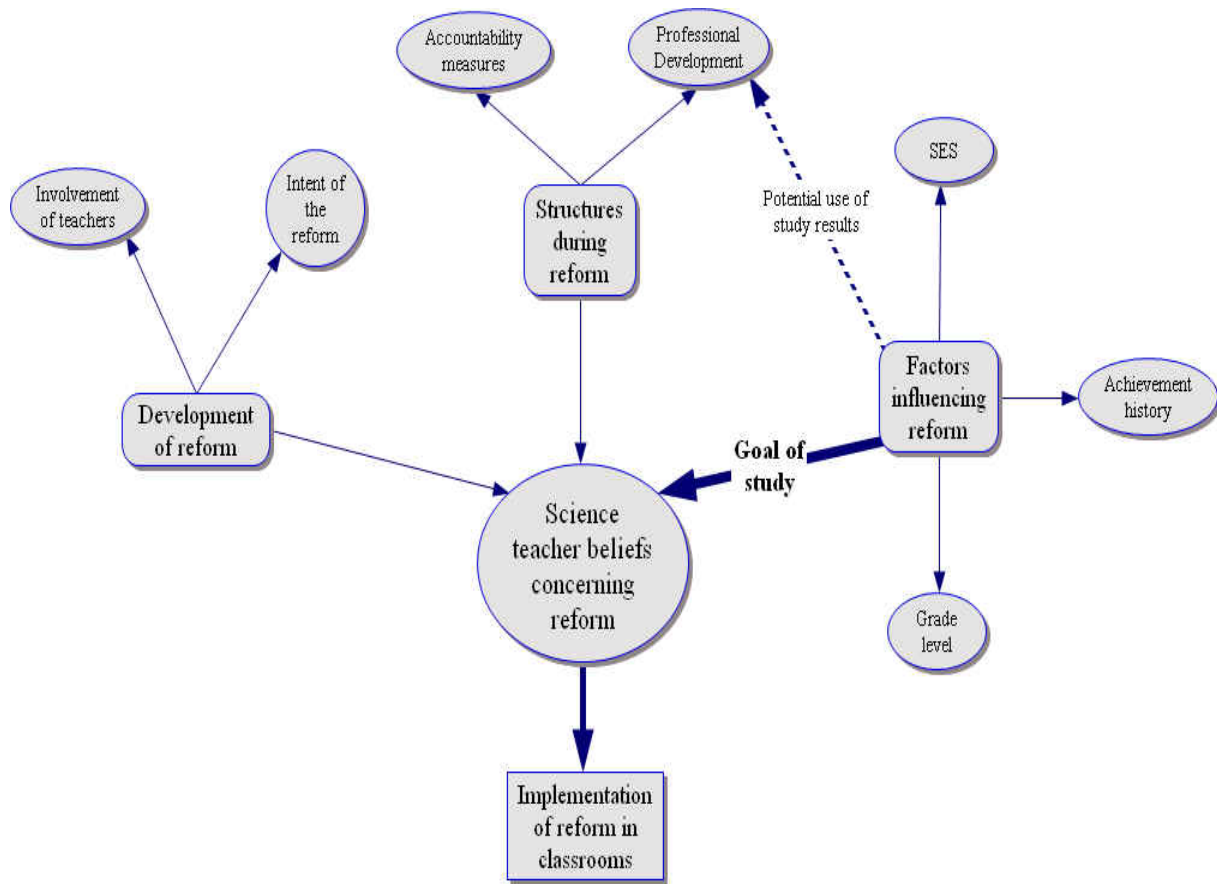 Accountability
measures
Professional
Development
SES
Involvement
of teachers
Intent of
the
reform
Structures
during
reform
Potential use of
study results
Factors
influencing
reform
Achievement
history
Development
of reform
Goal of
study
Science
teacher beliefs
concerning
reform
Grade
level
Implementation
of reform in
classrooms